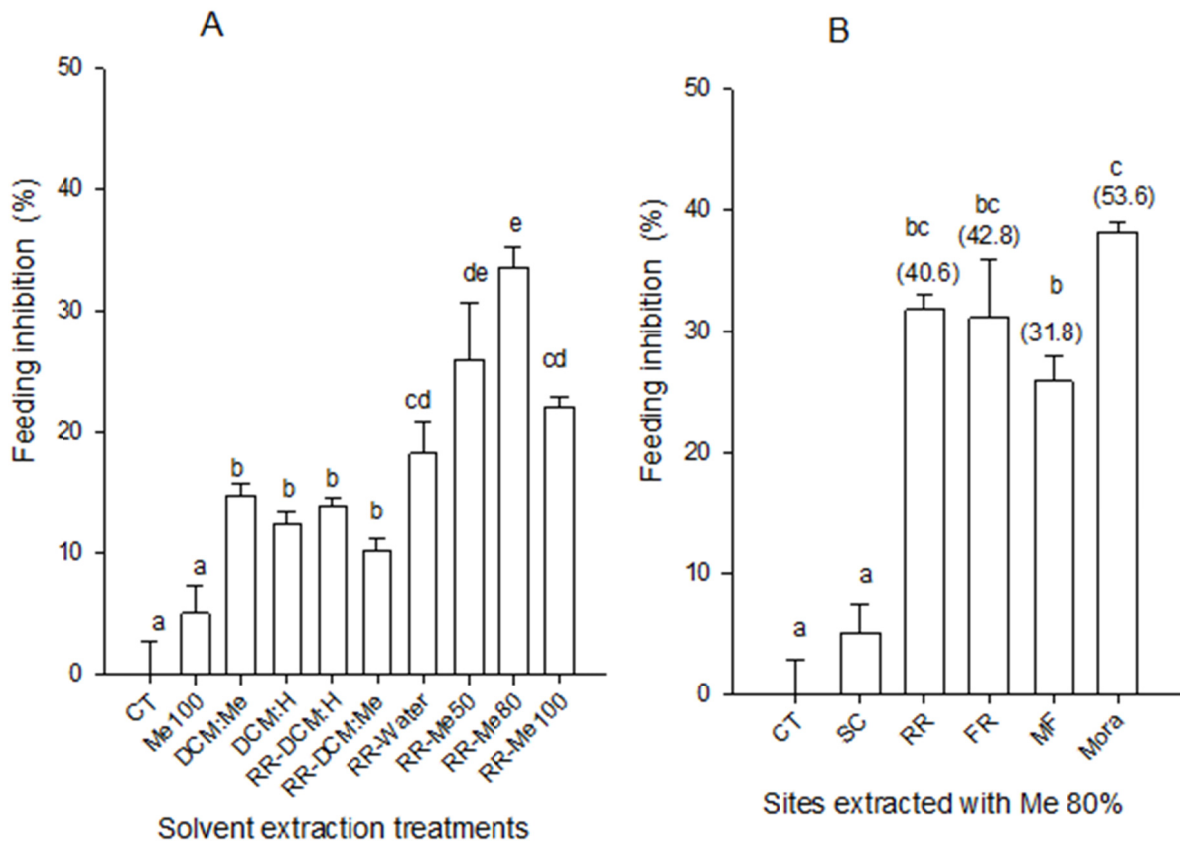 A
Feeding inhibition (%)
50
40
30
20
10
0
a
a
b
b
b
b
cd
de
e
cd
CT
Me100
DCM:Me
DCM:H
RR-DCM:H
RR-DCM:Me
RR-Water
RR-Me50
RR-Me80
RR-Me100
Solvent extraction treatments
B
Feeding inhibition (%)
50
40
30
20
10
0
a
a
bc
(40.6)
bc
(42.8)
b
(31.8)
c
(53.6)
CT
SC
RR
FR
MF
Mora
Sites extracted with Me 80%